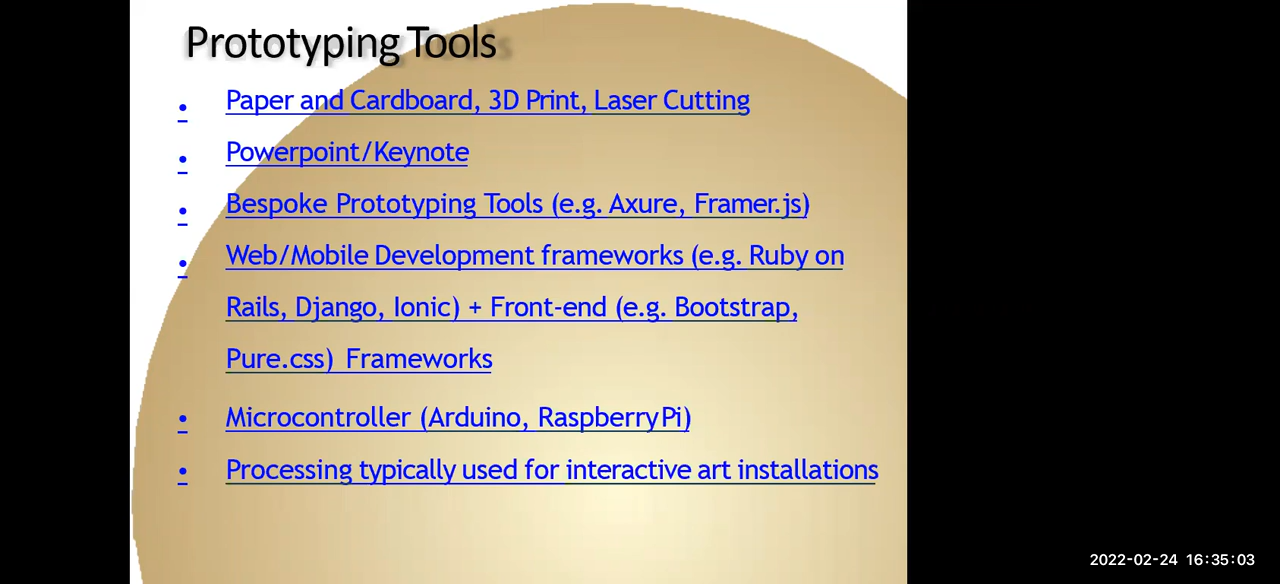 Prototyping Tools
• Paper and Cardboard, 3D Print, Laser Cutting
• Powerpoint/Keynote
• Bespoke Prototyping Tools (e.g. Axure, Framer.js)
• Web/Mobile Development frameworks (e.g. Ruby on
Rails, Django, Ionic) + Front-end (e.g. Bootstrap,
Pure.css) Frameworks
• Microcontroller (Arduino, RaspberryPi)
• Processing typically used for interactive art installations
2022-02-24 16:35:03